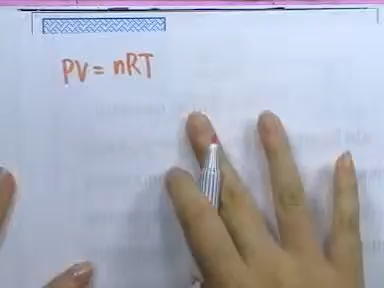 PV = nRT